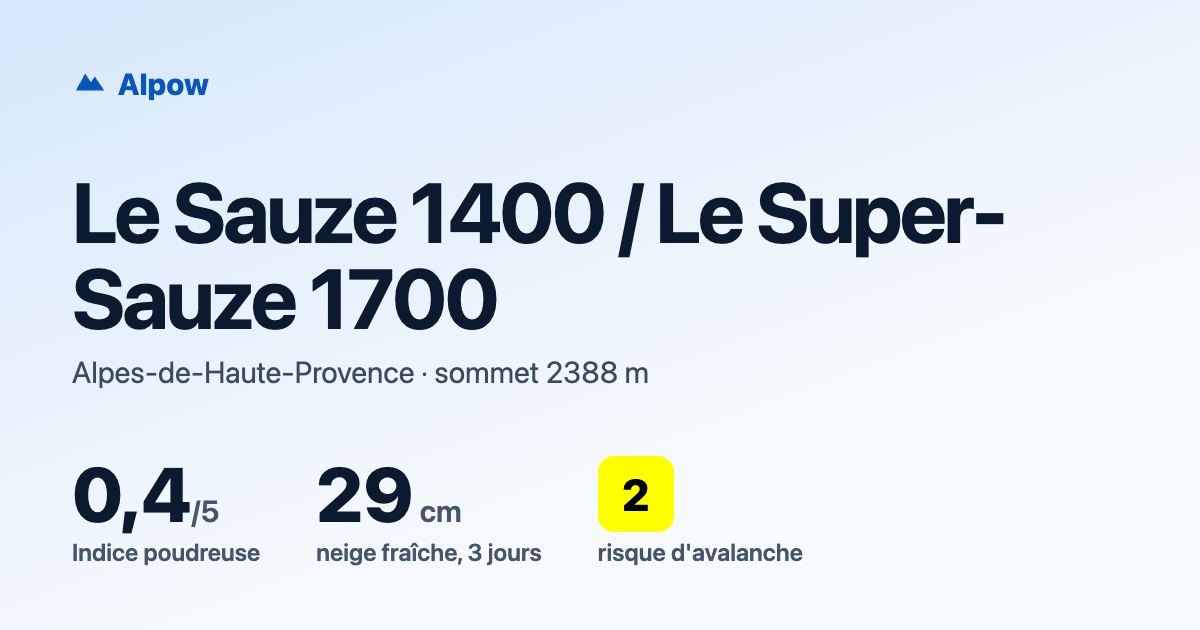 Alpow
Le Sauze 1400 / Le Super-
Sauze 1700
Alpes-de-Haute-Provence · sommet 2388 m
0,4/5 29 cm 2
Indice poudreuse neige fraîche, 3 jours risque d'avalanche